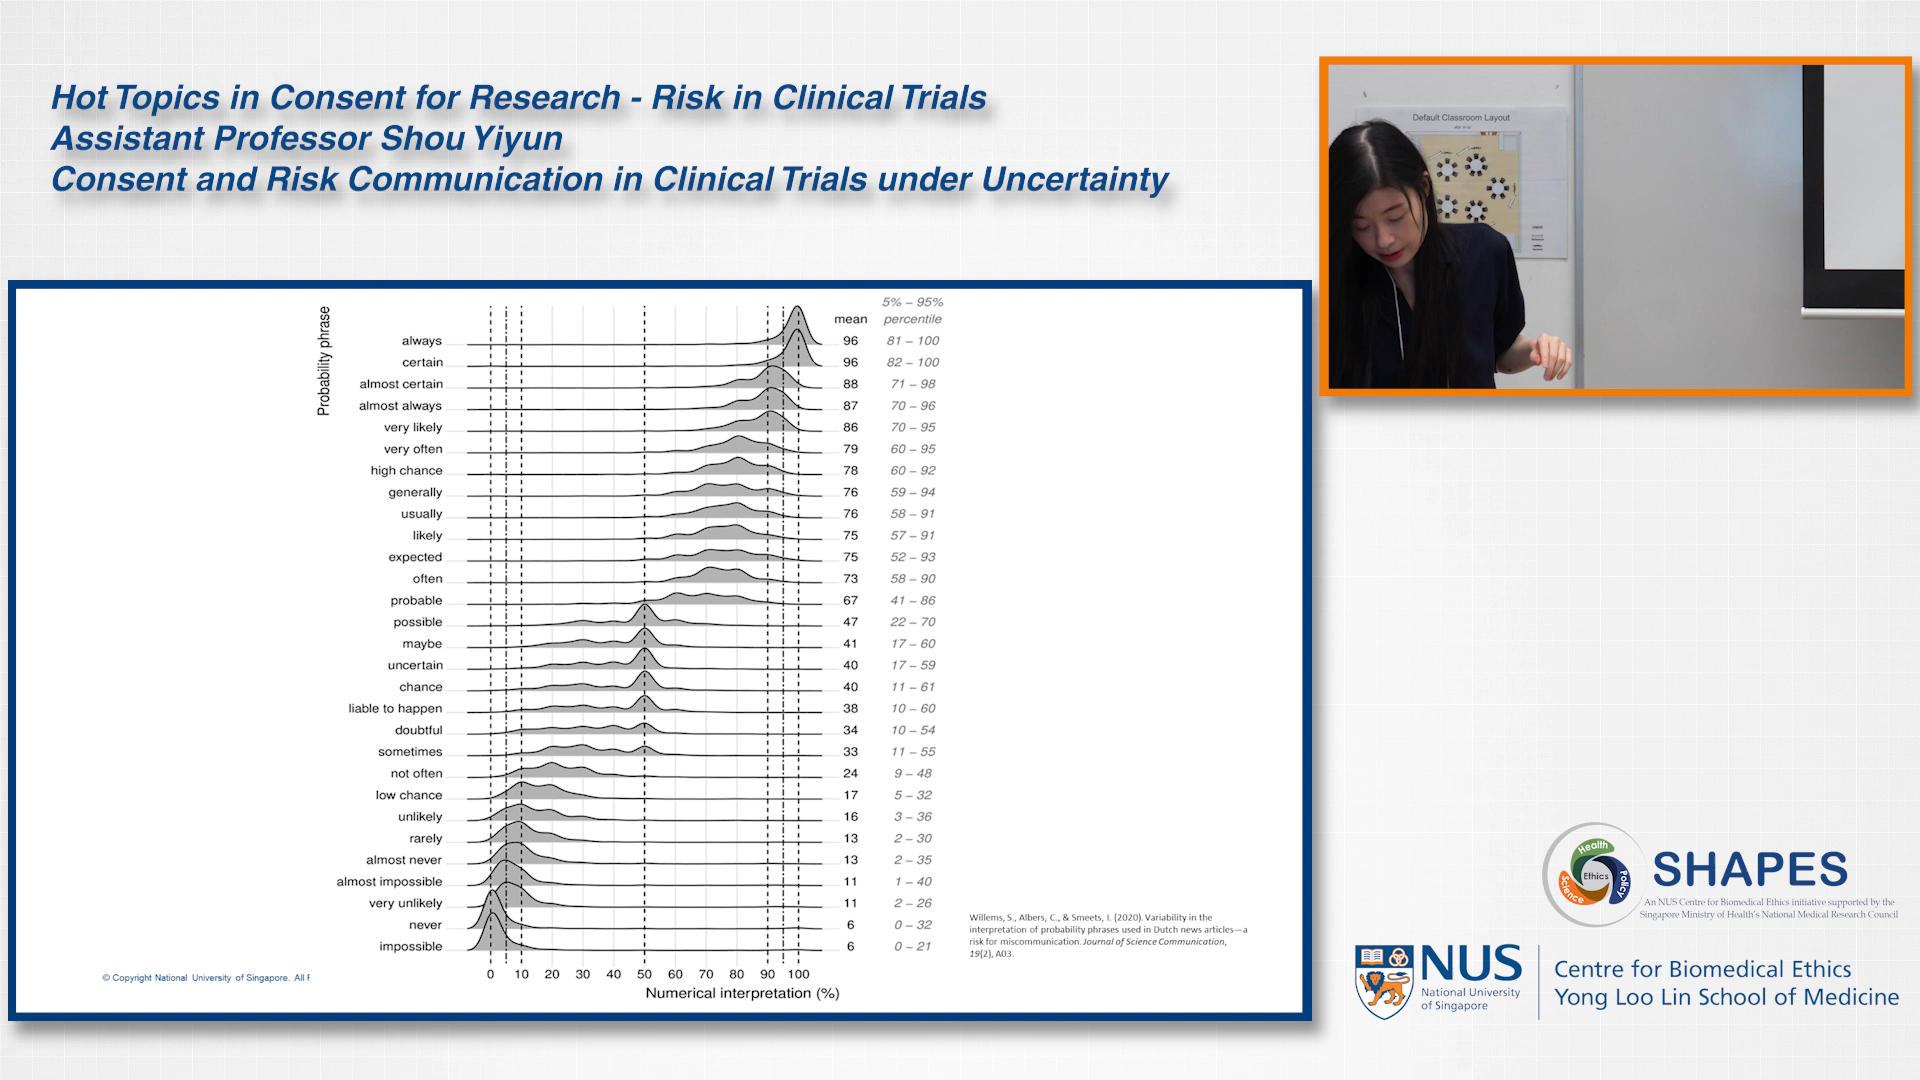 Hot Topics in Consent for Research - Risk in Clinical Trials
Assistant Professor Shou Yiyun
Consent and Risk Communication in Clinical Trials under Uncertainty
Default Classroom Layout
Probability phrase
mean 5% – 95% percentile
always 96 81 – 100
certain 96 82 – 100
almost certain 88 71 – 98
almost always 87 70 – 96
very likely 86 70 – 95
very often 79 60 – 95
high chance 78 60 – 92
generally 76 59 – 94
usually 76 58 – 91
likely 75 57 – 91
expected 75 52 – 93
often 73 58 – 90
probable 67 41 – 86
possible 47 22 – 70
maybe 41 17 – 60
uncertain 40 17 – 59
chance 40 11 – 61
liable to happen 38 10 – 60
doubtful 34 10 – 54
sometimes 33 11 – 55
not often 24 9 – 48
low chance 17 5 – 32
unlikely 16 3 – 36
rarely 13 2 – 30
almost never 13 2 – 35
almost impossible 11 1 – 40
very unlikely 11 2 – 26
never 6 0 – 32
impossible 6 0 – 21
0 10 20 30 40 50 60 70 80 90 100
Numerical interpretation (%)
Willems, S., Albers, C., & Smeets, I. (2020). Variability in the
interpretation of probability phrases used in Dutch news articles—a
risk for miscommunication. Journal of Science Communication,
19(2), A03.
© Copyright National University of Singapore. All F
Health
Ethics
Science
Policy
SHAPES
An NUS Centre for Biomedical Ethics initiative supported by the
Singapore Ministry of Health's National Medical Research Council
NUS
National University
of Singapore
Centre for Biomedical Ethics
Yong Loo Lin School of Medicine